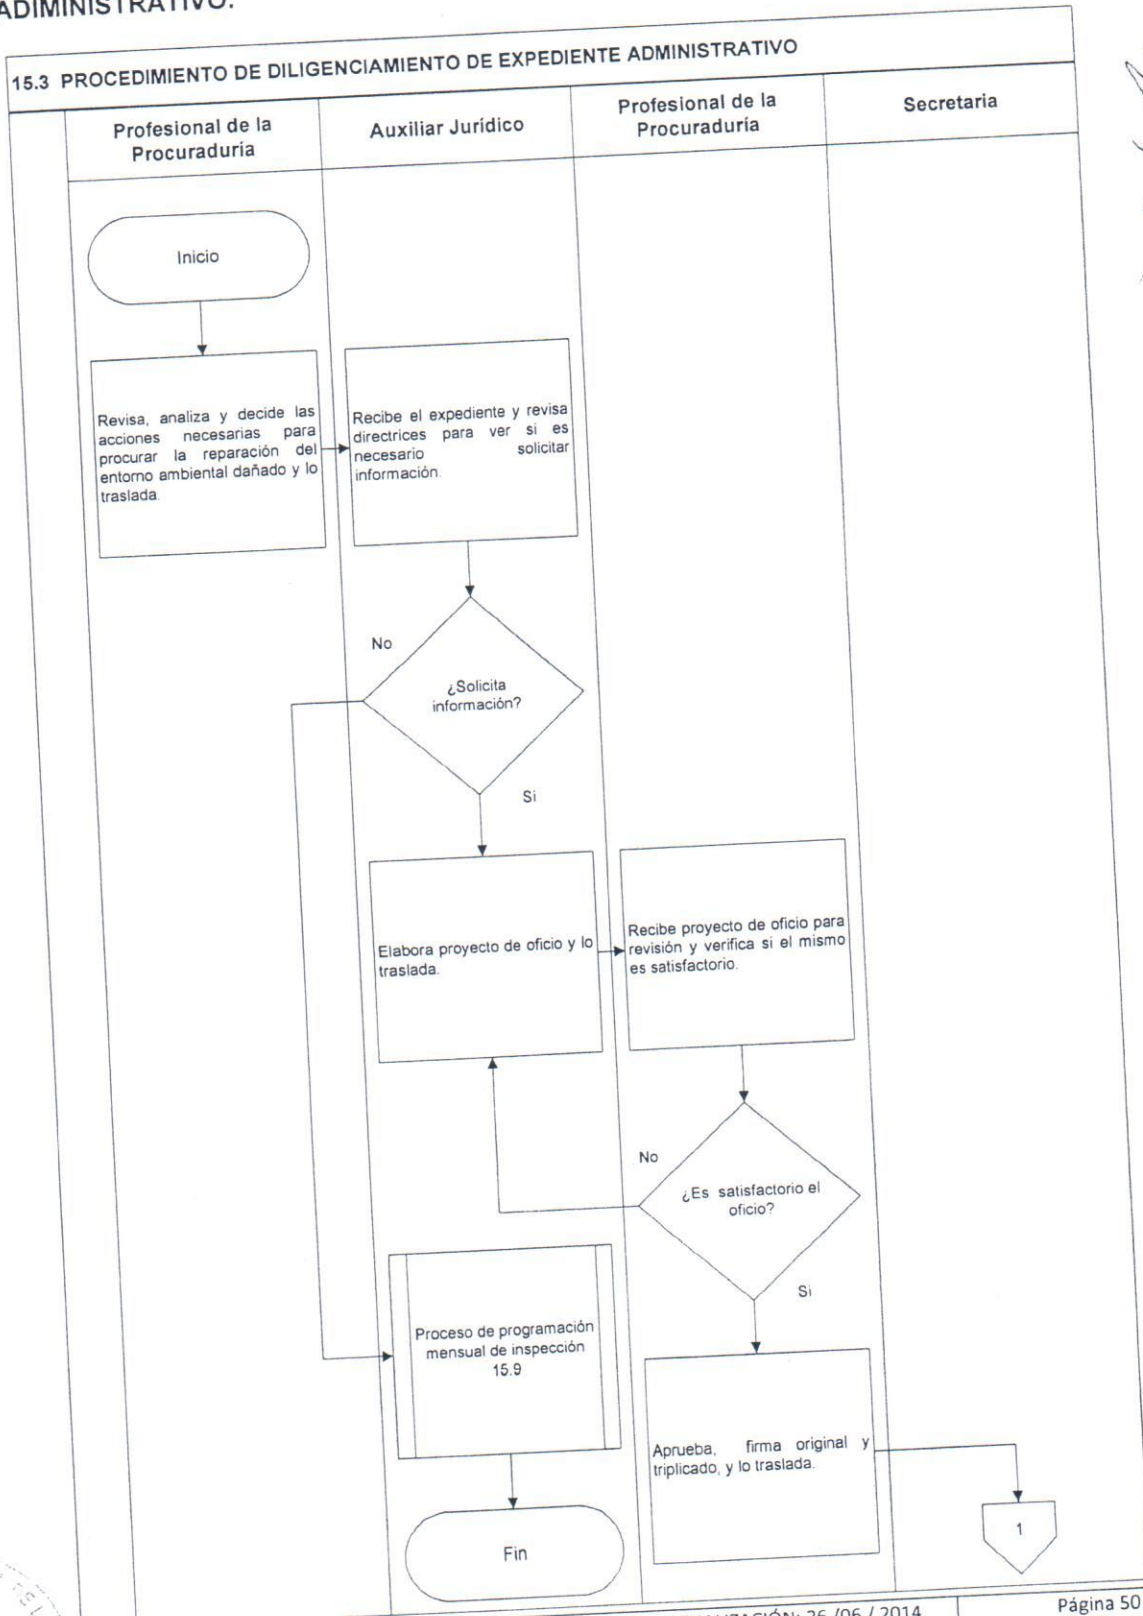 ADIMINISTRATIVO.
15.3 PROCEDIMIENTO DE DILIGENCIAMIENTO DE EXPEDIENTE ADMINISTRATIVO
Profesional de la
Procuraduría
Auxiliar Jurídico
Profesional de la
Procuraduría
Secretaria
Inicio
Revisa, analiza y decide las
acciones necesarias para
procurar la reparación del
entorno ambiental dañado y lo
traslada.
Recibe el expediente y revisa
directrices para ver si es
necesario solicitar
información.
No
¿Solicita
información?
Si
Elabora proyecto de oficio y lo
traslada.
Recibe proyecto de oficio para
revisión y verifica si el mismo
es satisfactorio.
No
¿Es satisfactorio el
oficio?
Si
Proceso de programación
mensual de inspección
15.9
Aprueba, firma original y
triplicado, y lo traslada.
1
Fin
26 /06 / 2014
Página 50